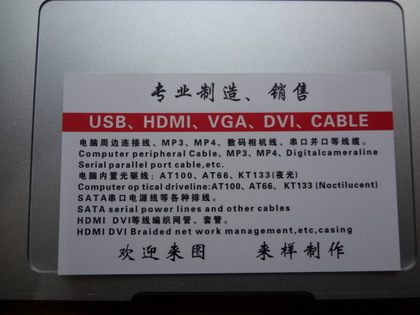 专业制造、销售
USB、HDMI、VGA、DVI、CABLE
电脑周边连接线、MP3、MP4、数码相机线、串口并口等线缆。
Computer peripheral Cable、MP3、MP4、Digitalcameraline
Serial parallel port cable,etc.
电脑内置光驱线：AT100、AT66、KT133(夜光)
Computer op tical driveline:AT100、AT66、KT133 (Noctilucent)
SATA串口电源线等各种排线。
SATA serial power lines and other cables
HDMI DVI等线编织网管、套管。
HDMI DVI Braided net work management,etc,casing
欢迎来图 来样制作